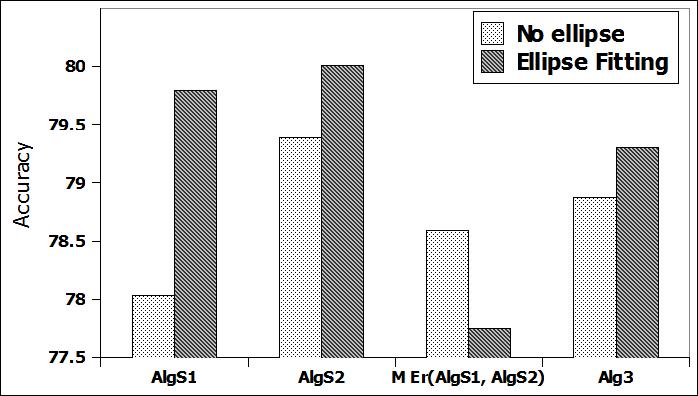 No ellipse
Ellipse Fitting
Accuracy
80
79.5
79
78.5
78
77.5
AlgS1
AlgS2
M Er(AlgS1, AlgS2)
Alg3